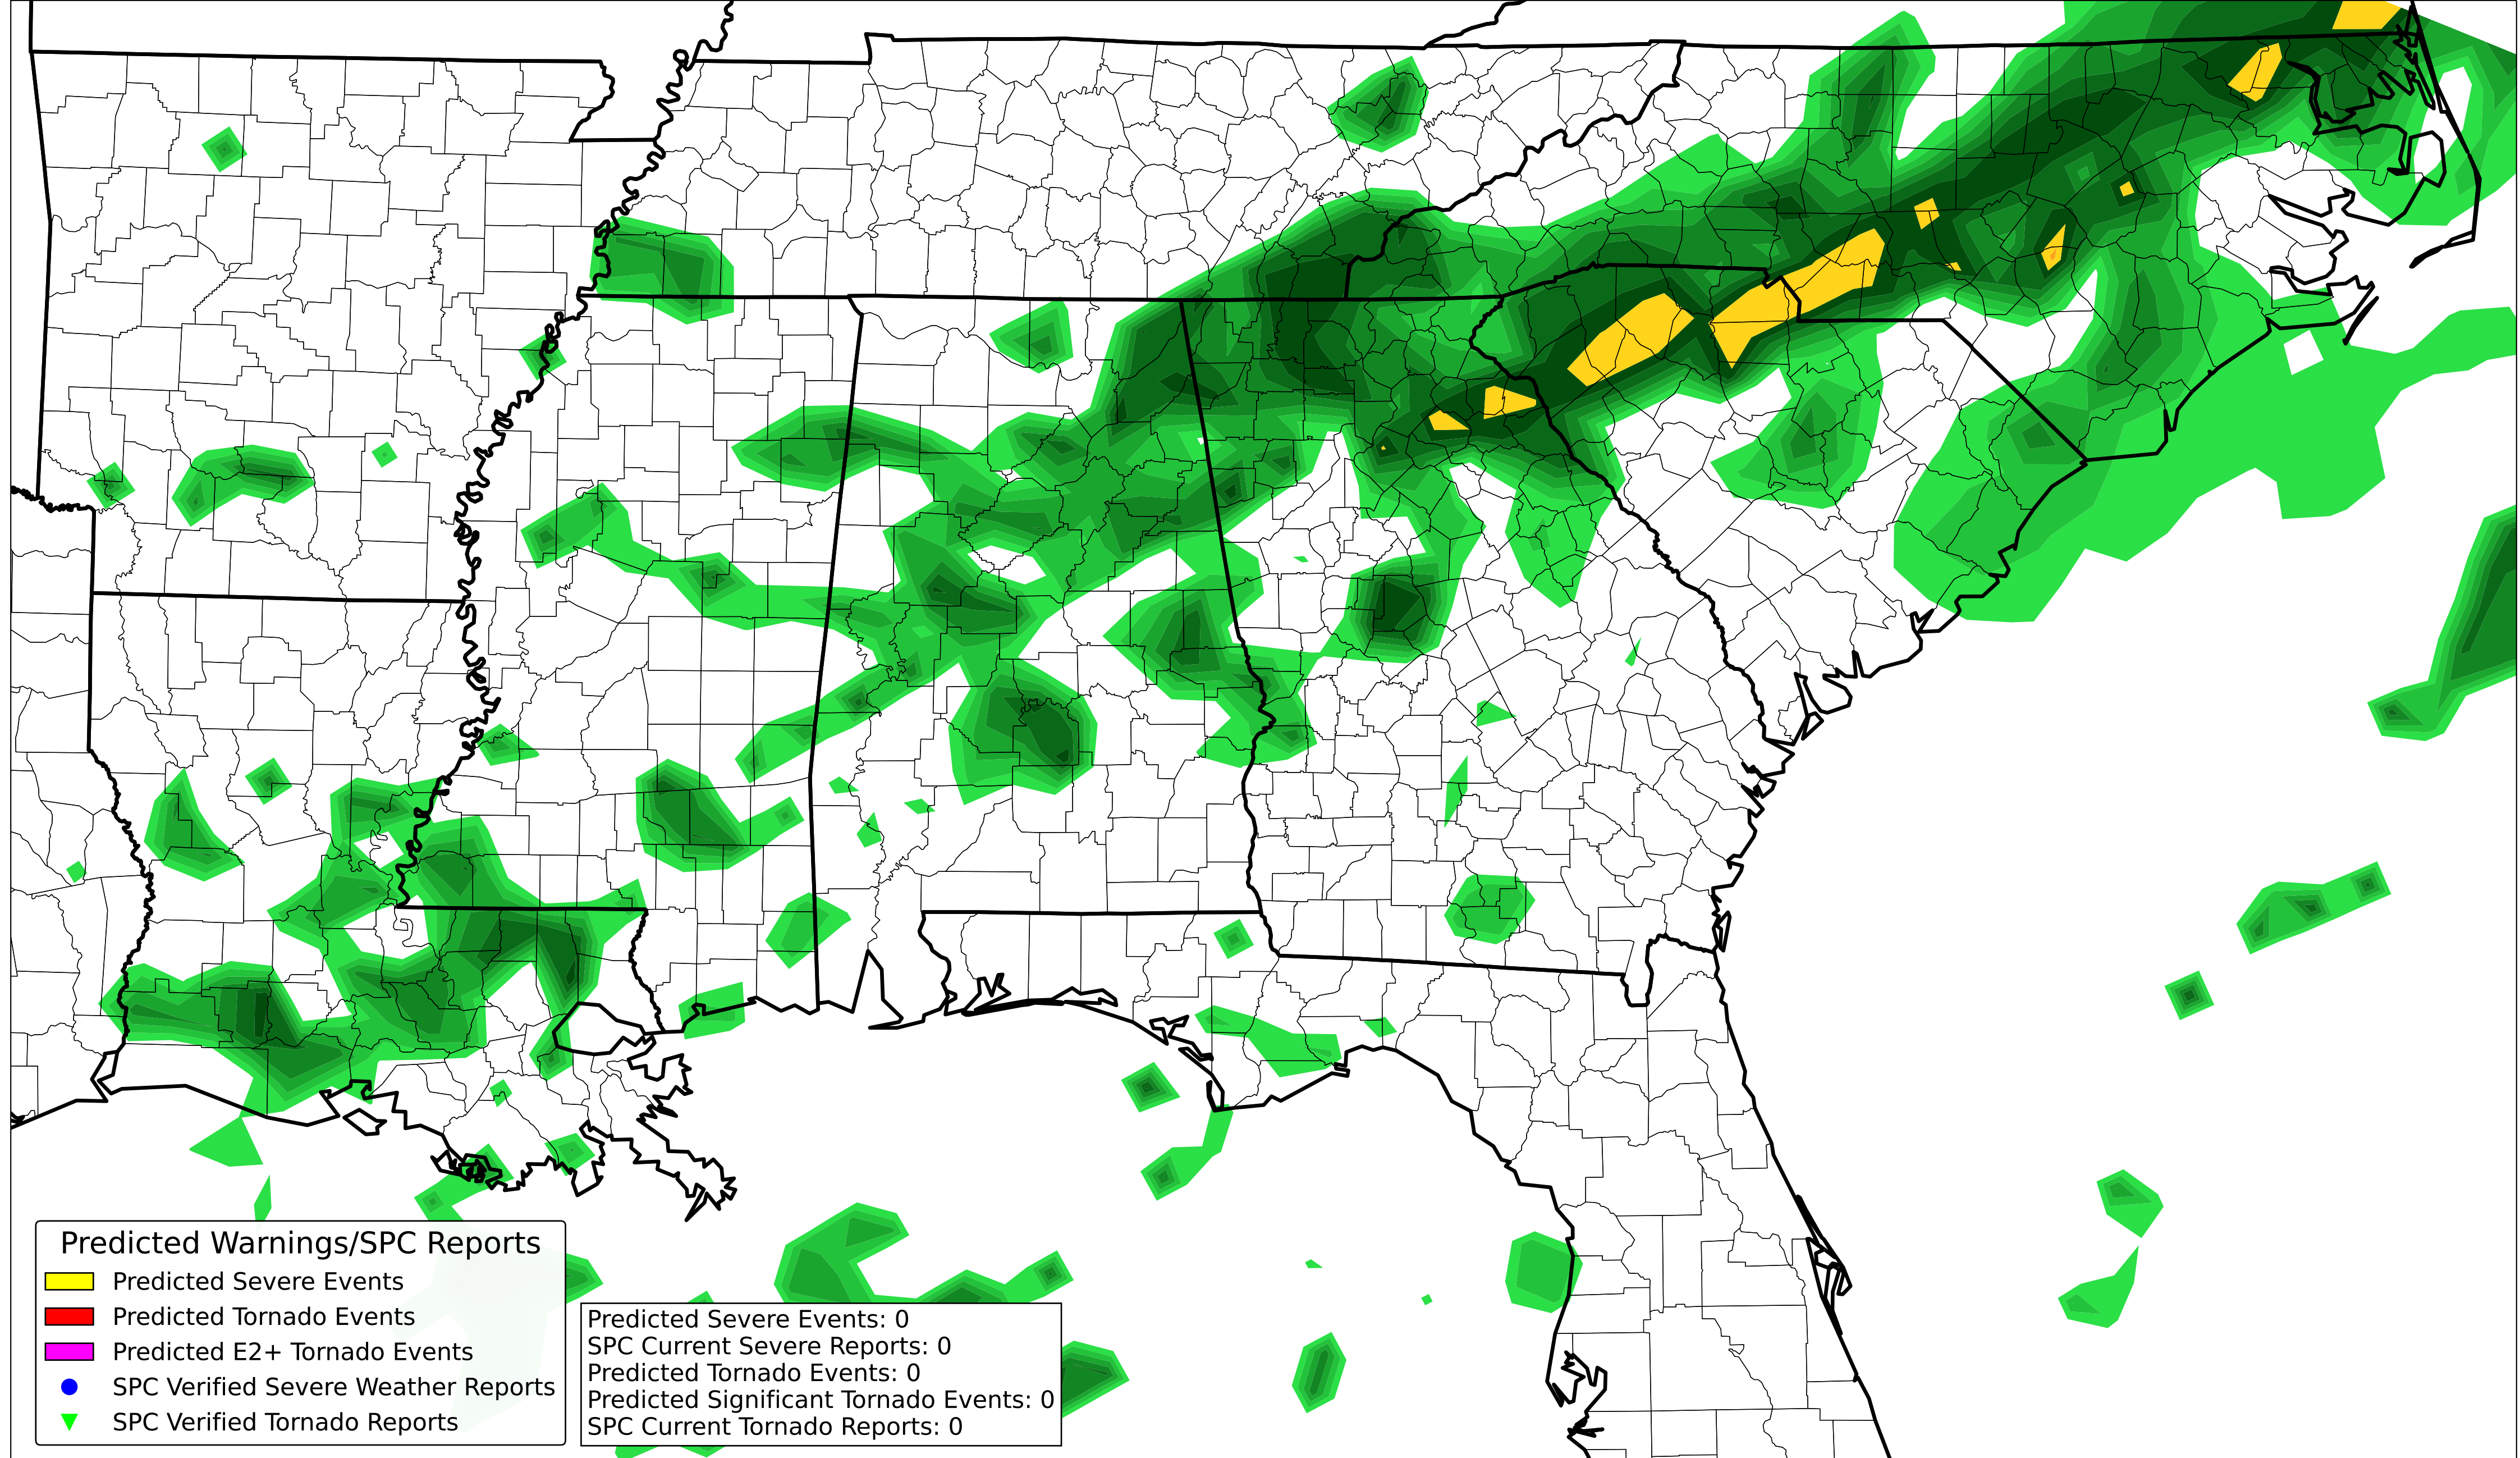 Predicted Warnings/SPC Reports
Predicted Severe Events
Predicted Tornado Events
Predicted E2+ Tornado Events
SPC Verified Severe Weather Reports
SPC Verified Tornado Reports
Predicted Severe Events: 0
SPC Current Severe Reports: 0
Predicted Tornado Events: 0
Predicted Significant Tornado Events: 0
SPC Current Tornado Reports: 0